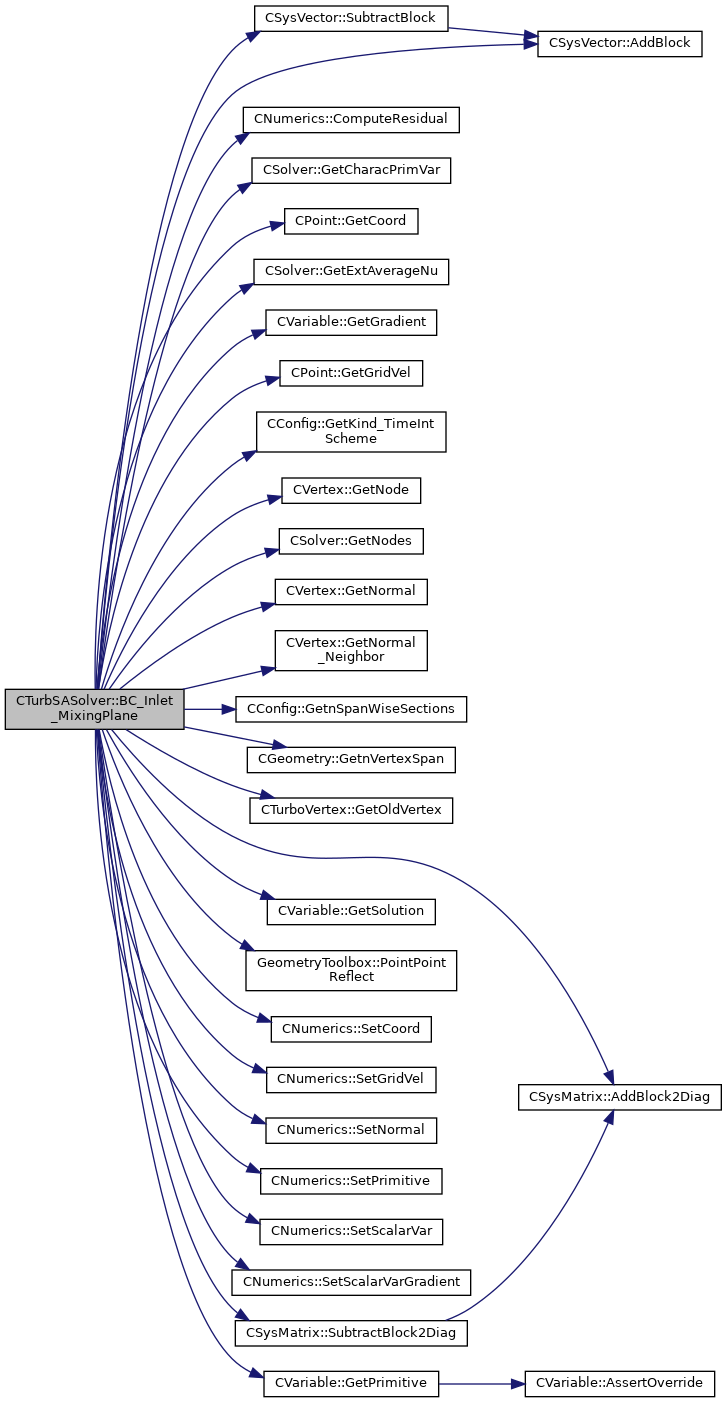 CSysVector::SubtractBlock
CSysVector::AddBlock
CNumerics::ComputeResidual
CSolver::GetCharacPrimVar
CPoint::GetCoord
CSolver::GetExtAverageNu
CVariable::GetGradient
CPoint::GetGridVel
CConfig::GetKind_TimeInt
Scheme
CVertex::GetNode
CSolver::GetNodes
CVertex::GetNormal
CVertex::GetNormal
_Neighbor
CTurbSASolver::BC_Inlet
_MixingPlane
CConfig::GetnSpanWiseSections
CGeometry::GetnVertexSpan
CTurboVertex::GetOldVertex
CVariable::GetSolution
GeometryToolbox::PointPoint
Reflect
CNumerics::SetCoord
CNumerics::SetGridVel
CSysMatrix::AddBlock2Diag
CNumerics::SetNormal
CNumerics::SetPrimitive
CNumerics::SetScalarVar
CNumerics::SetScalarVarGradient
CSysMatrix::SubtractBlock2Diag
CVariable::GetPrimitive
CVariable::AssertOverride